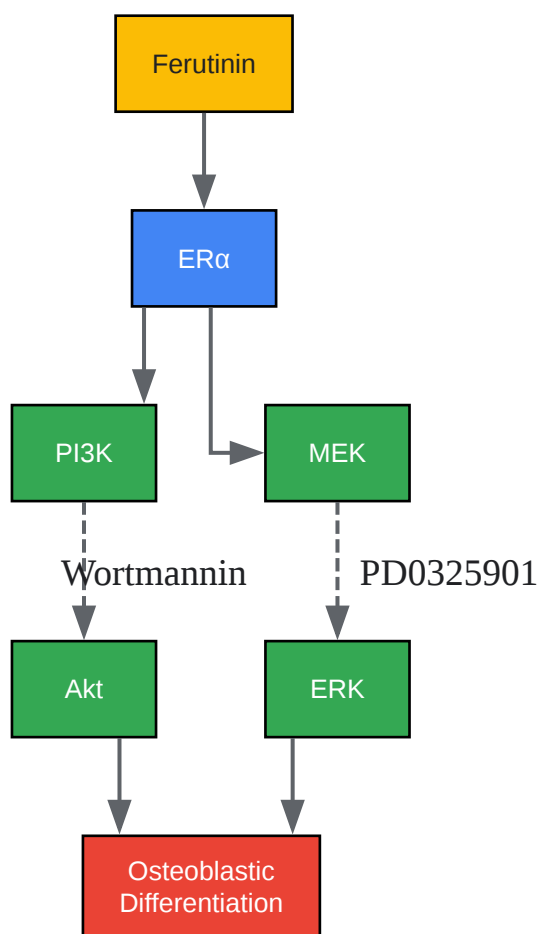 Ferutinin
ERα
PI3K
MEK
Wortmannin
PD0325901
Akt
ERK
Osteoblastic
Differentiation